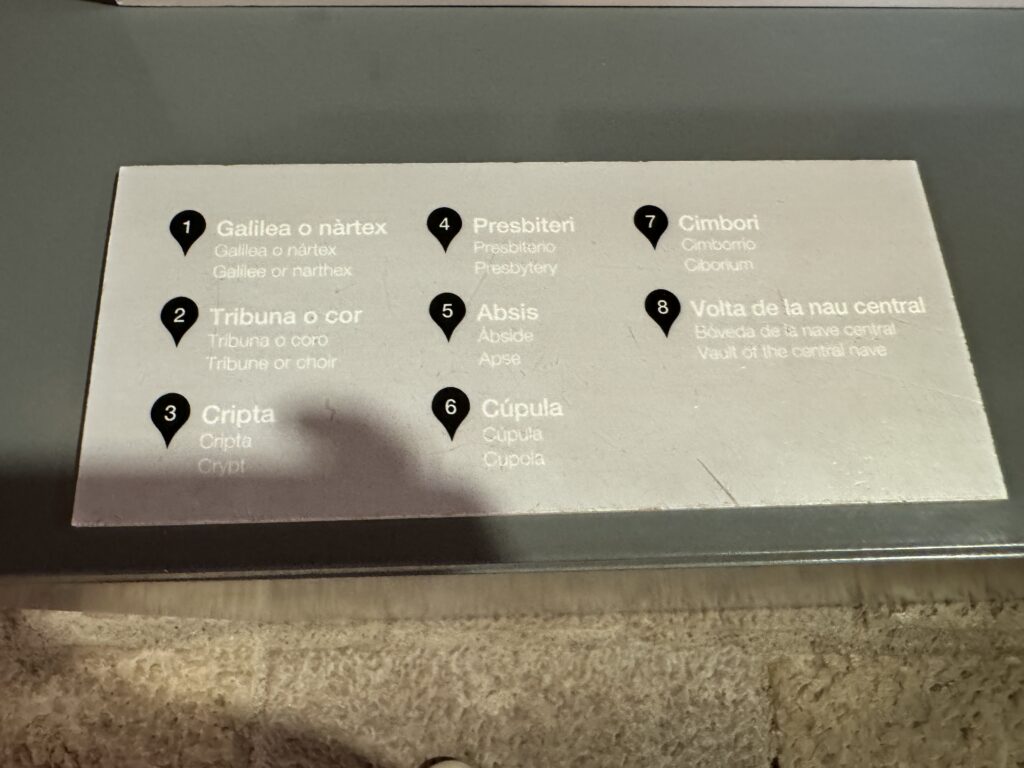 1 Galilea o nàrtex
Galilea o nártex
Galilee or narthex
2 Tribuna o cor
Tribuna o coro
Tribune or choir
3 Cripta
Cripta
Crypt
4 Presbiteri
Presbiterio
Presbytery
5 Absis
Ábside
Apse
6 Cúpula
Cúpula
Cupola
7 Cimbori
Cimborrio
Ciborium
8 Volta de la nau central
Bóveda de la nave central
Vault of the central nave